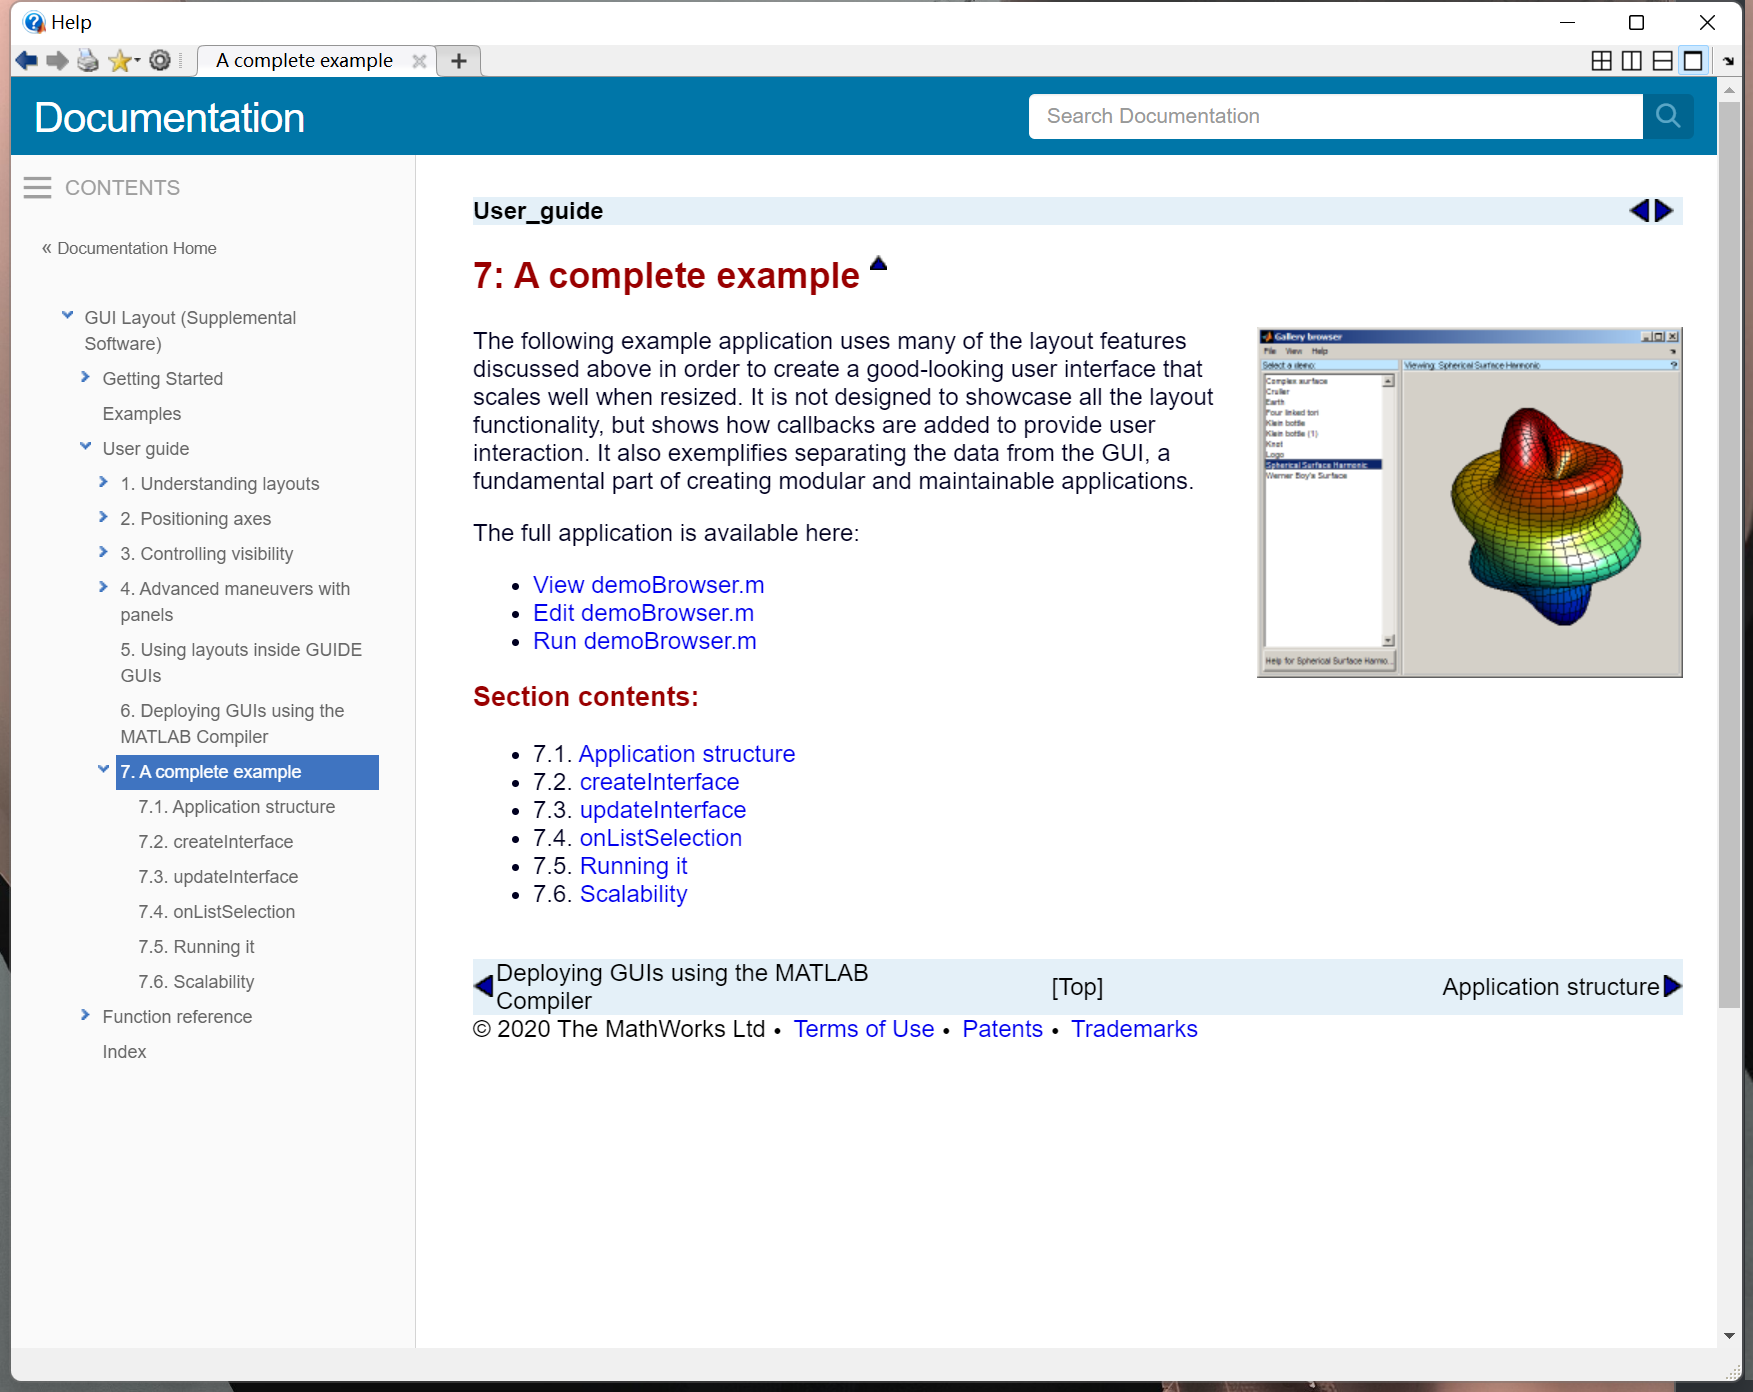 Help
A complete example
Documentation
Search Documentation
CONTENTS
« Documentation Home
GUI Layout (Supplemental
Software)
Getting Started
Examples
User guide
1. Understanding layouts
2. Positioning axes
3. Controlling visibility
4. Advanced maneuvers with
panels
5. Using layouts inside GUIDE
GUIs
6. Deploying GUIs using the
MATLAB Compiler
7. A complete example
7.1. Application structure
7.2. createInterface
7.3. updateInterface
7.4. onListSelection
7.5. Running it
7.6. Scalability
Function reference
Index
User_guide
7: A complete example
The following example application uses many of the layout features
discussed above in order to create a good-looking user interface that
scales well when resized. It is not designed to showcase all the layout
functionality, but shows how callbacks are added to provide user
interaction. It also exemplifies separating the data from the GUI, a
fundamental part of creating modular and maintainable applications.
The full application is available here:
• View demoBrowser.m
• Edit demoBrowser.m
• Run demoBrowser.m
Gallery browser
File View Help
Select a demo:
Viewing: Spherical Surface Harmonic ?
Complex surface
Cruller
Earth
Four linked tori
Klein bottle
Klein bottle (1)
Knot
Logo
Spherical Surface Harmonic
Werner Boy's Surface
Help for Spherical Surface Harmo...
Section contents:
• 7.1. Application structure
• 7.2. createInterface
• 7.3. updateInterface
• 7.4. onListSelection
• 7.5. Running it
• 7.6. Scalability
Deploying GUIs using the MATLAB
Compiler
[Top]
Application structure
© 2020 The MathWorks Ltd • Terms of Use • Patents • Trademarks